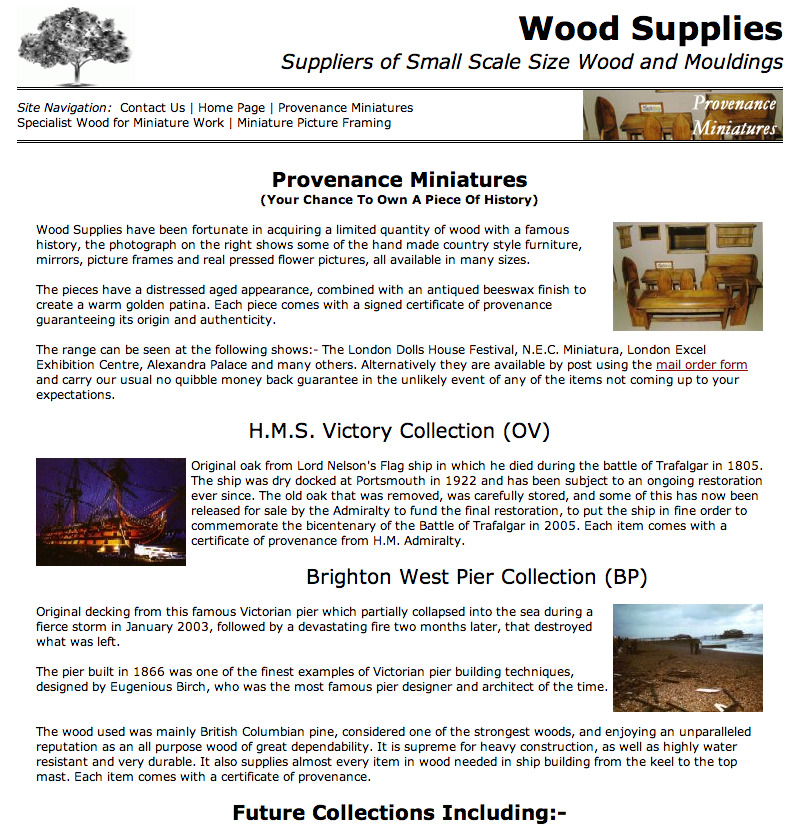 Wood Supplies
Suppliers of Small Scale Size Wood and Mouldings
Site Navigation: Contact Us | Home Page | Provenance Miniatures
Specialist Wood for Miniature Work | Miniature Picture Framing
Provenance
Miniatures
Provenance Miniatures
(Your Chance To Own A Piece Of History)
Wood Supplies have been fortunate in acquiring a limited quantity of wood with a famous
history, the photograph on the right shows some of the hand made country style furniture,
mirrors, picture frames and real pressed flower pictures, all available in many sizes.
The pieces have a distressed aged appearance, combined with an antiqued beeswax finish to
create a warm golden patina. Each piece comes with a signed certificate of provenance
guaranteeing its origin and authenticity.
The range can be seen at the following shows:- The London Dolls House Festival, N.E.C. Miniatura, London Excel
Exhibition Centre, Alexandra Palace and many others. Alternatively they are available by post using the mail order form
and carry our usual no quibble money back guarantee in the unlikely event of any of the items not coming up to your
expectations.
H.M.S. Victory Collection (OV)
Original oak from Lord Nelson's Flag ship in which he died during the battle of Trafalgar in 1805.
The ship was dry docked at Portsmouth in 1922 and has been subject to an ongoing restoration
ever since. The old oak that was removed, was carefully stored, and some of this has now been
released for sale by the Admiralty to fund the final restoration, to put the ship in fine order to
commemorate the bicentenary of the Battle of Trafalgar in 2005. Each item comes with a
certificate of provenance from H.M. Admiralty.
Brighton West Pier Collection (BP)
Original decking from this famous Victorian pier which partially collapsed into the sea during a
fierce storm in January 2003, followed by a devastating fire two months later, that destroyed
what was left.
The pier built in 1866 was one of the finest examples of Victorian pier building techniques,
designed by Eugenious Birch, who was the most famous pier designer and architect of the time.
The wood used was mainly British Columbian pine, considered one of the strongest woods, and enjoying an unparalleled
reputation as an all purpose wood of great dependability. It is supreme for heavy construction, as well as highly water
resistant and very durable. It also supplies almost every item in wood needed in ship building from the keel to the top
mast. Each item comes with a certificate of provenance.
Future Collections Including:-